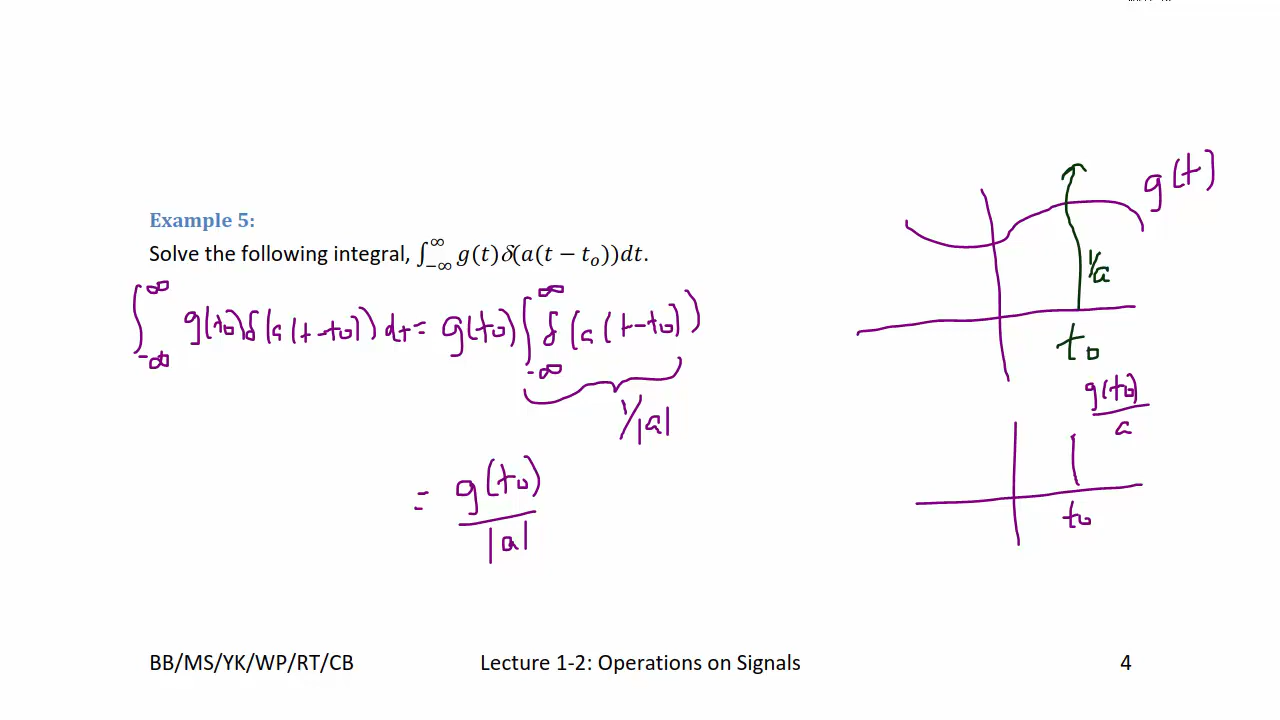 Example 5:
Solve the following integral, ∫_{−∞}^{∞} g(t)δ(a(t − t_o))dt.
∫_{-∞}^{∞} g(t0)δ(a(t-t0)) dt = g(t0) ∫_{-∞}^{∞} δ(a(t-t0))
1/|a|
= g(t0)/|a|
g(t)
1/a
t0
g(t0)/a
t0
BB/MS/YK/WP/RT/CB Lecture 1-2: Operations on Signals 4